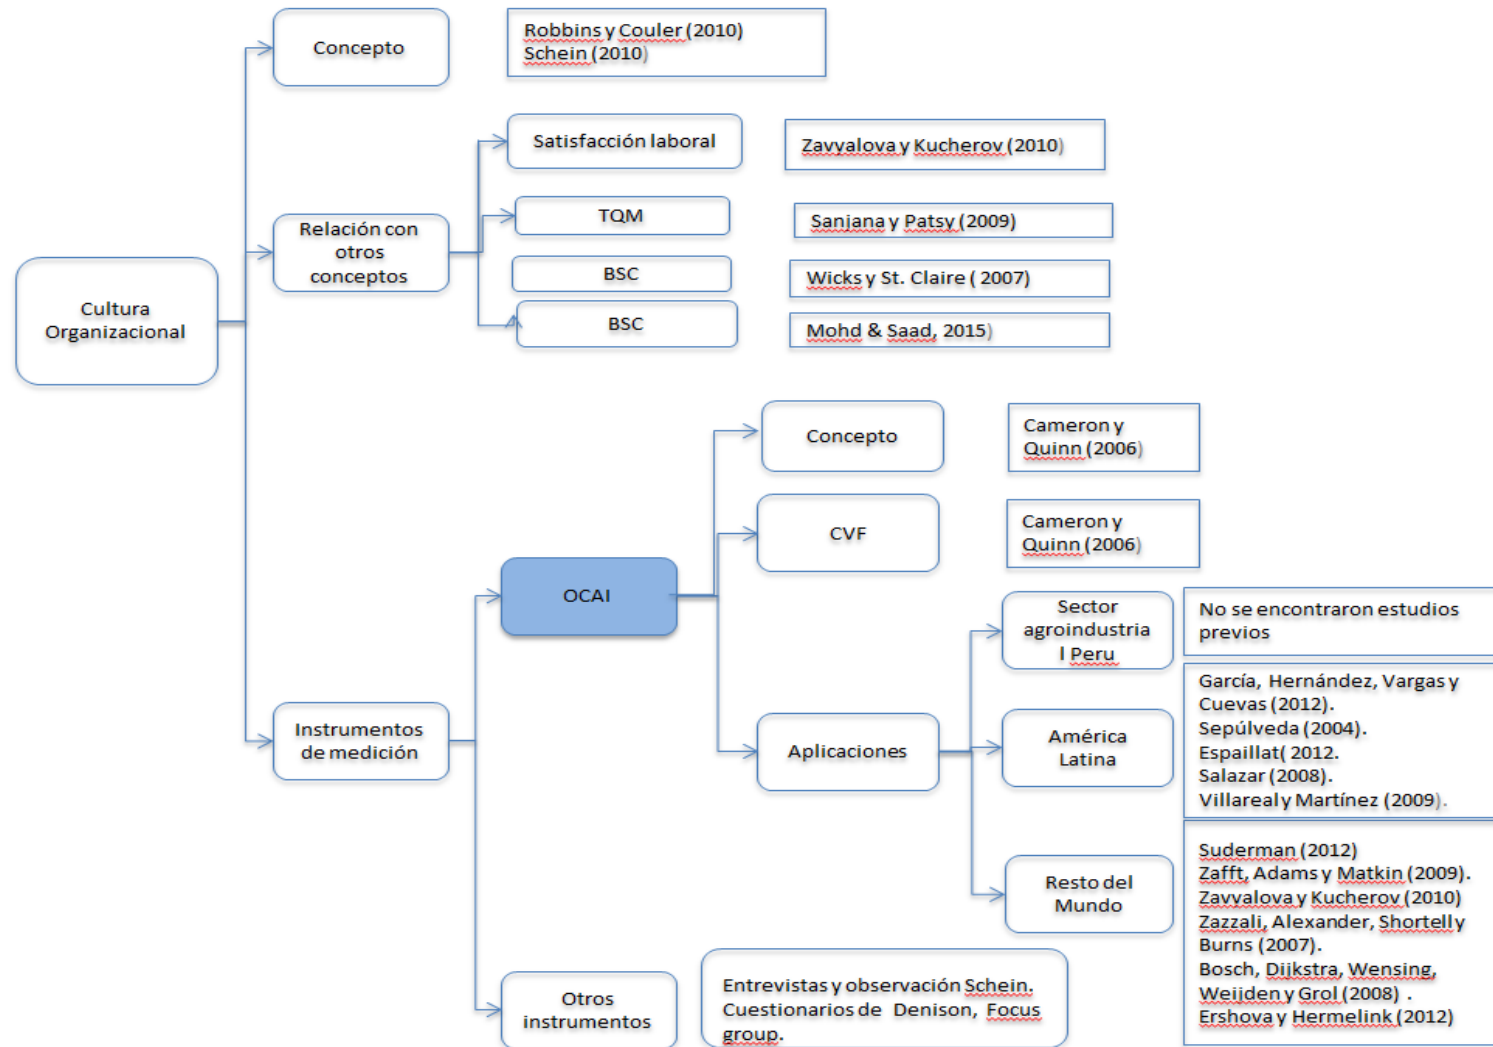 Concepto
Robbins y Couler (2010)
Schein (2010)
Satisfacción laboral
Zavyalova y Kucherov (2010)
TQM
Sanjana y Patsy (2009)
Relación con
otros
conceptos
BSC
Wicks y St. Claire ( 2007)
BSC
Mohd & Saad, 2015)
Cultura
Organizacional
Concepto
Cameron y
Quinn (2006)
CVF
Cameron y
Quinn (2006)
OCAI
Sector
agroindustria
l Peru
No se encontraron estudios
previos
Instrumentos
de medición
Aplicaciones
América
Latina
García, Hernández, Vargas y
Cuevas (2012).
Sepúlveda (2004).
Espaillat( 2012.
Salazar (2008).
Villareal y Martínez (2009).
Resto del
Mundo
Suderman (2012)
Zafft, Adams y Matkin (2009).
Zavyalova y Kucherov (2010)
Zazzali, Alexander, Shortell y
Burns (2007).
Bosch, Dijkstra, Wensing,
Weijden y Grol (2008) .
Ershova y Hermelink (2012)
Otros
instrumentos
Entrevistas y observación Schein.
Cuestionarios de Denison, Focus
group.